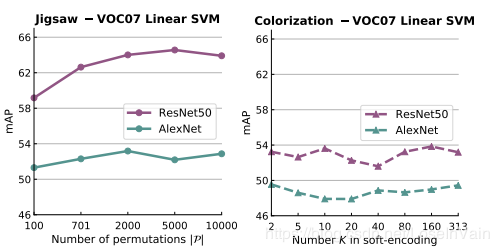 Jigsaw −VOC07 Linear SVM
66
62
58
54
50
46
mAP
ResNet50
AlexNet
100 701 2000 5000 10000
Number of permutations |𝒫|
Colorization −VOC07 Linear SVM
66
62
58
54
50
46
mAP
ResNet50
AlexNet
2 5 10 20 40 80 160 313
Number K in soft-encoding